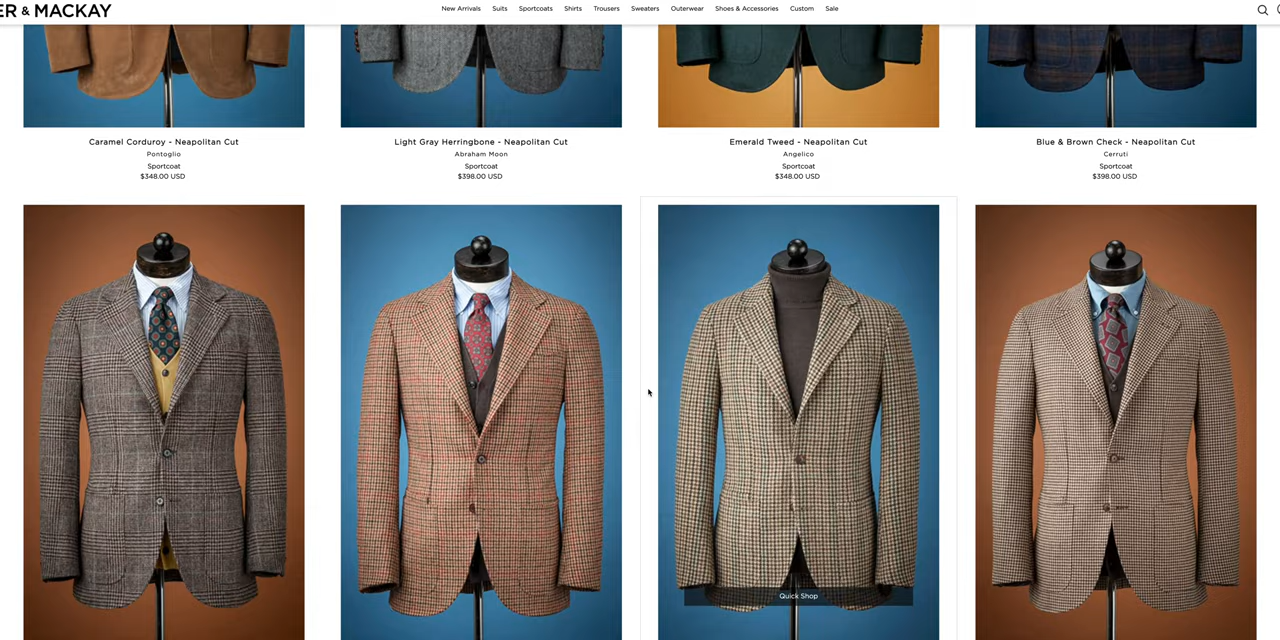 ER & MACKAY
New Arrivals Suits Sportcoats Shirts Trousers Sweaters Outerwear Shoes & Accessories Custom Sale
Caramel Corduroy - Neapolitan Cut
Pontoglio
Sportcoat
$348.00 USD
Light Gray Herringbone - Neapolitan Cut
Abraham Moon
Sportcoat
$398.00 USD
Emerald Tweed - Neapolitan Cut
Angelico
Sportcoat
$348.00 USD
Blue & Brown Check - Neapolitan Cut
Cerruti
Sportcoat
$398.00 USD
Quick Shop